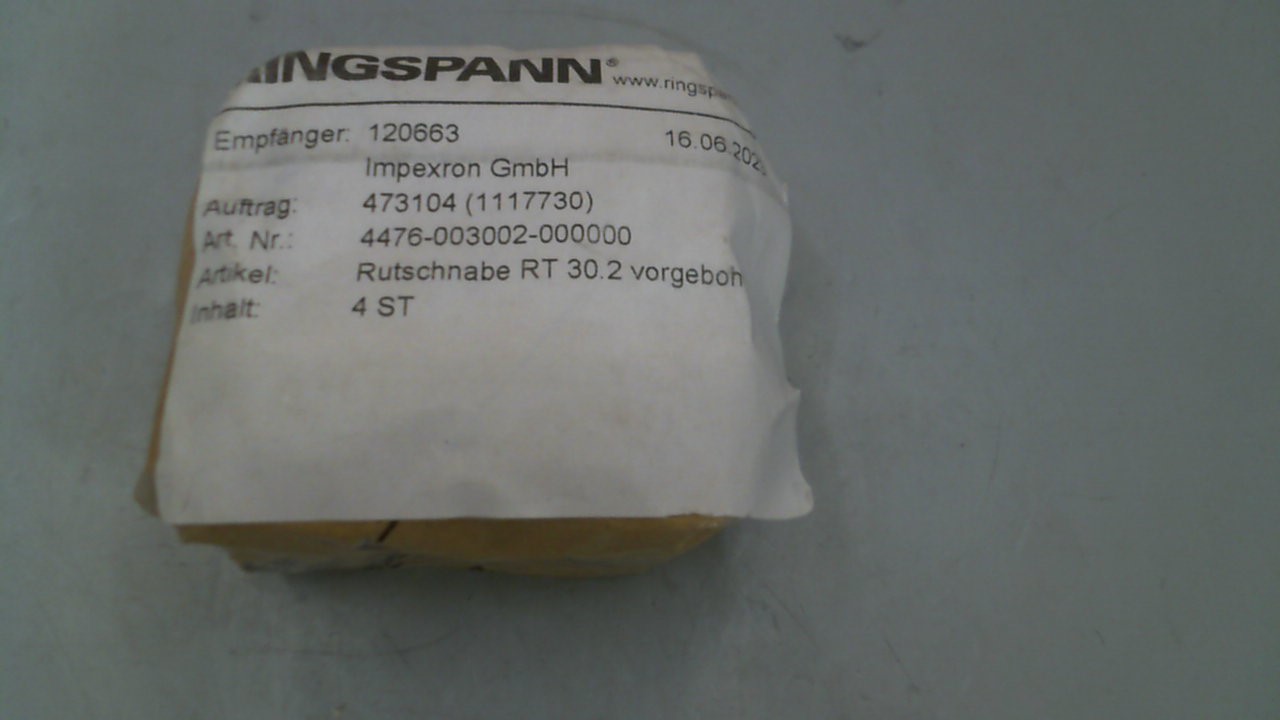 RINGSPANN® www.ringspa
Empfänger: 120663 16.06.202
Impexron GmbH
Auftrag: 473104 (1117730)
Art. Nr.: 4476-003002-000000
Artikel: Rutschnabe RT 30.2 vorgeboh
Inhalt: 4 ST